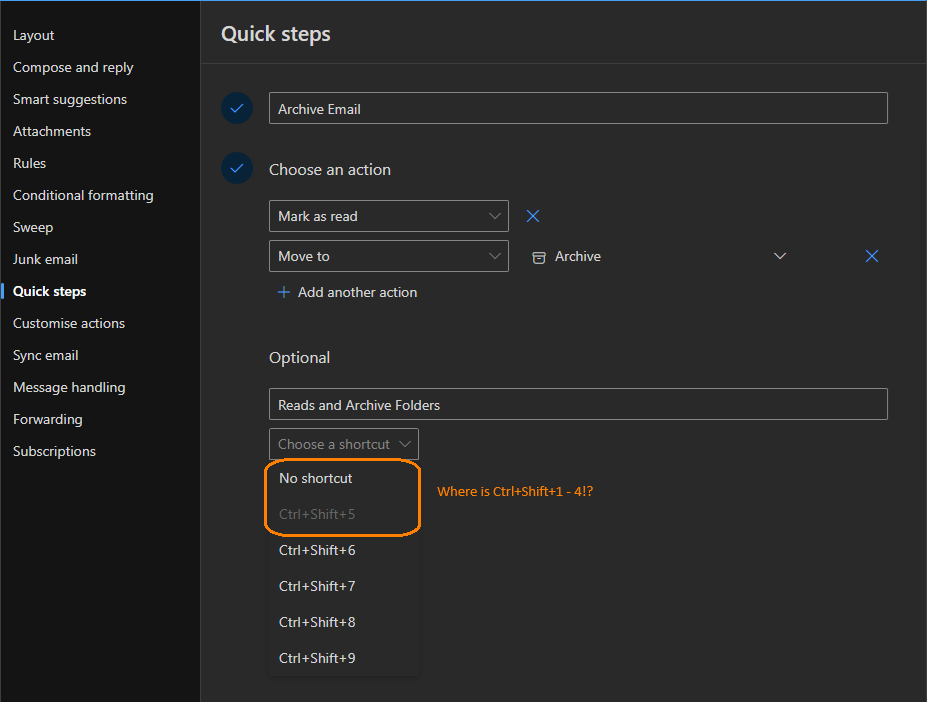 Layout
Compose and reply
Smart suggestions
Attachments
Rules
Conditional formatting
Sweep
Junk email
Quick steps
Customise actions
Sync email
Message handling
Forwarding
Subscriptions
Quick steps
Archive Email
Choose an action
Mark as read
Move to
Archive
Add another action
Optional
Reads and Archive Folders
Choose a shortcut
No shortcut
Ctrl+Shift+5
Where is Ctrl+Shift+1 - 4!?
Ctrl+Shift+6
Ctrl+Shift+7
Ctrl+Shift+8
Ctrl+Shift+9